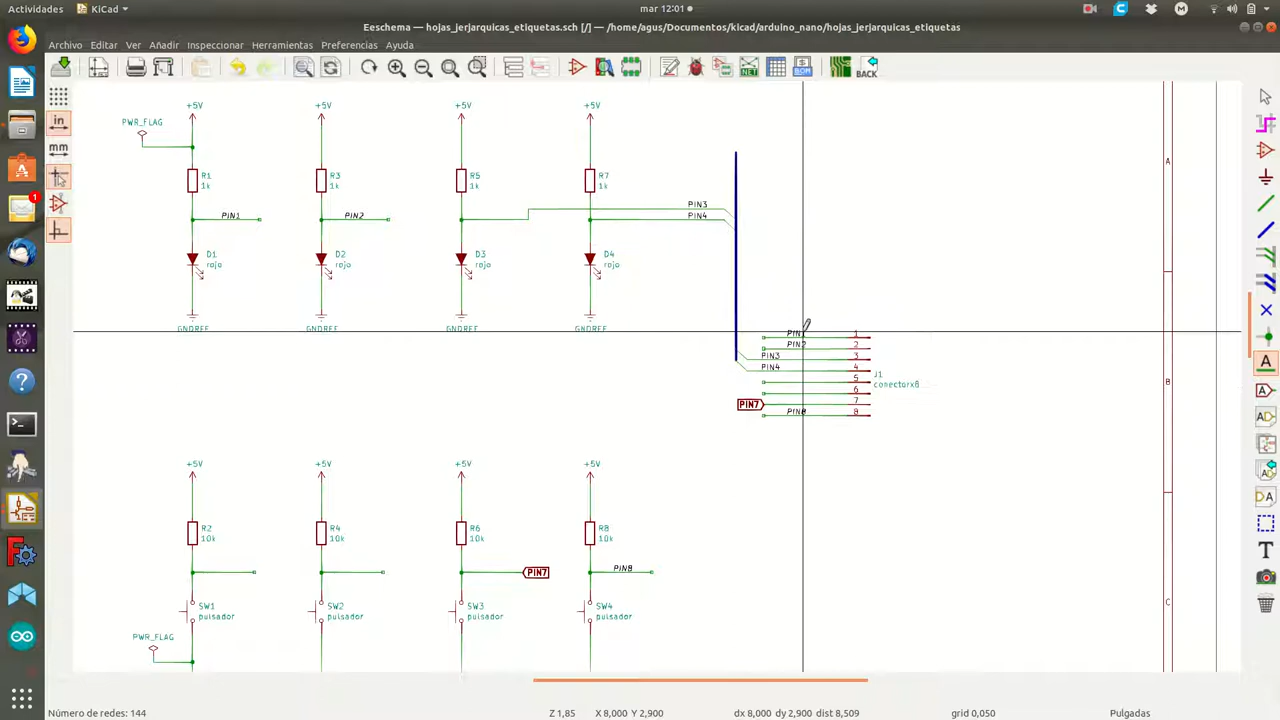 KiCad
mar 12:01
Eeschema — hojas_jerjarquicas_etiquetas.sch [/] — /home/agus/Documentos/kicad/arduino_nano/hojas_jerjarquicas_etiquetas
Archivo Editar Ver Añadir Inspeccionar Herramientas Preferencias Ayuda
NET BOM BACK
in
mm
1
+5V +5V +5V +5V
PWR_FLAG
R1 R3 R5 R7
1k 1k 1k 1k
PIN3
PIN1 PIN2 PIN4
D1 D2 D3 D4
rojo rojo rojo rojo
GNDREF GNDREF GNDREF GNDREF
PIN1 1
PIN2 2
PIN3 3
PIN4 4
5
6
PIN7 7
PIN8 8
J1
conectorx8
+5V +5V +5V +5V
R2 R4 R6 R8
10k 10k 10k 10k
PIN7 PIN8
SW1 SW2 SW3 SW4
pulsador pulsador pulsador pulsador
PWR_FLAG
A
B
C
Número de redes: 144 Z 1,85 X 8,000 Y 2,900 dx 8,000 dy 2,900 dist 8,509 grid 0,050 Pulgadas